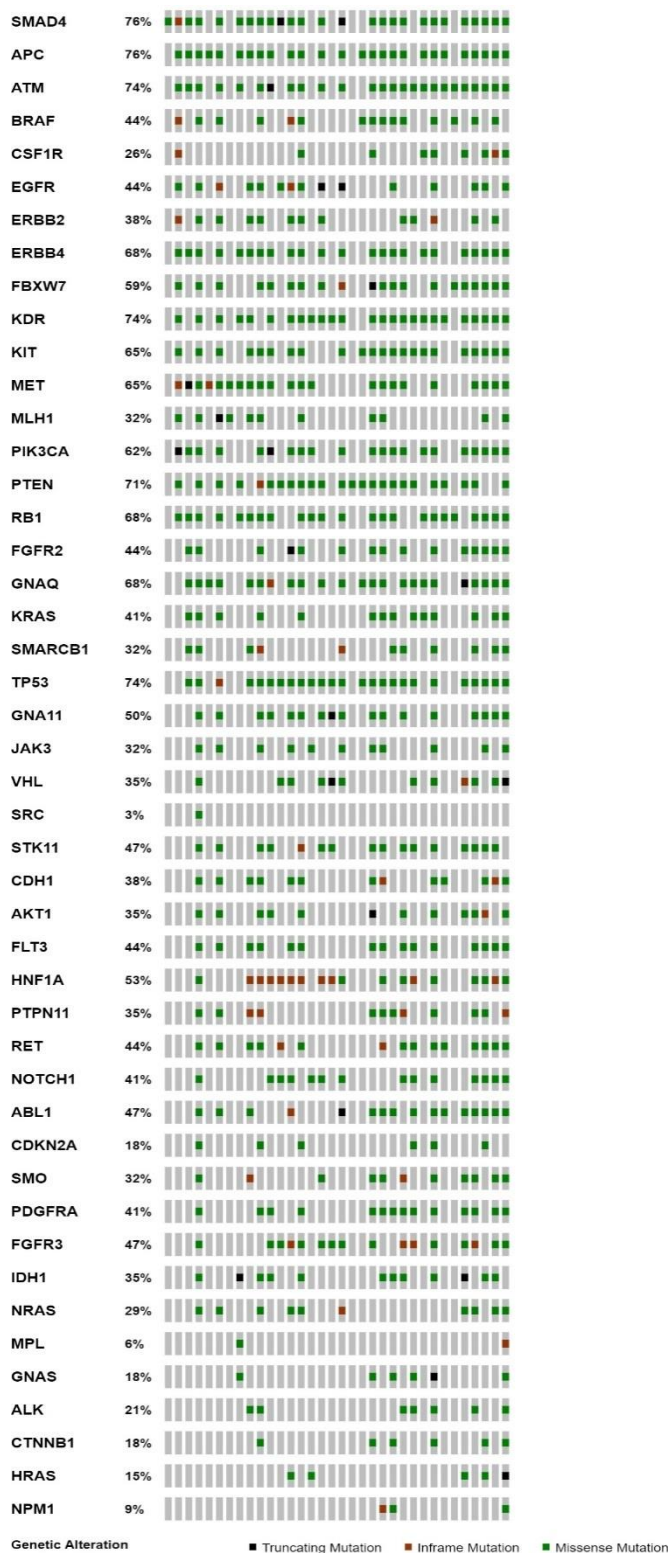 SMAD4 76%
APC 76%
ATM 74%
BRAF 44%
CSF1R 26%
EGFR 44%
ERBB2 38%
ERBB4 68%
FBXW7 59%
KDR 74%
KIT 65%
MET 65%
MLH1 32%
PIK3CA 62%
PTEN 71%
RB1 68%
FGFR2 44%
GNAQ 68%
KRAS 41%
SMARCB1 32%
TP53 74%
GNA11 50%
JAK3 32%
VHL 35%
SRC 3%
STK11 47%
CDH1 38%
AKT1 35%
FLT3 44%
HNF1A 53%
PTPN11 35%
RET 44%
NOTCH1 41%
ABL1 47%
CDKN2A 18%
SMO 32%
PDGFRA 41%
FGFR3 47%
IDH1 35%
NRAS 29%
MPL 6%
GNAS 18%
ALK 21%
CTNNB1 18%
HRAS 15%
NPM1 9%
Genetic Alteration Truncating Mutation Inframe Mutation Missense Mutation